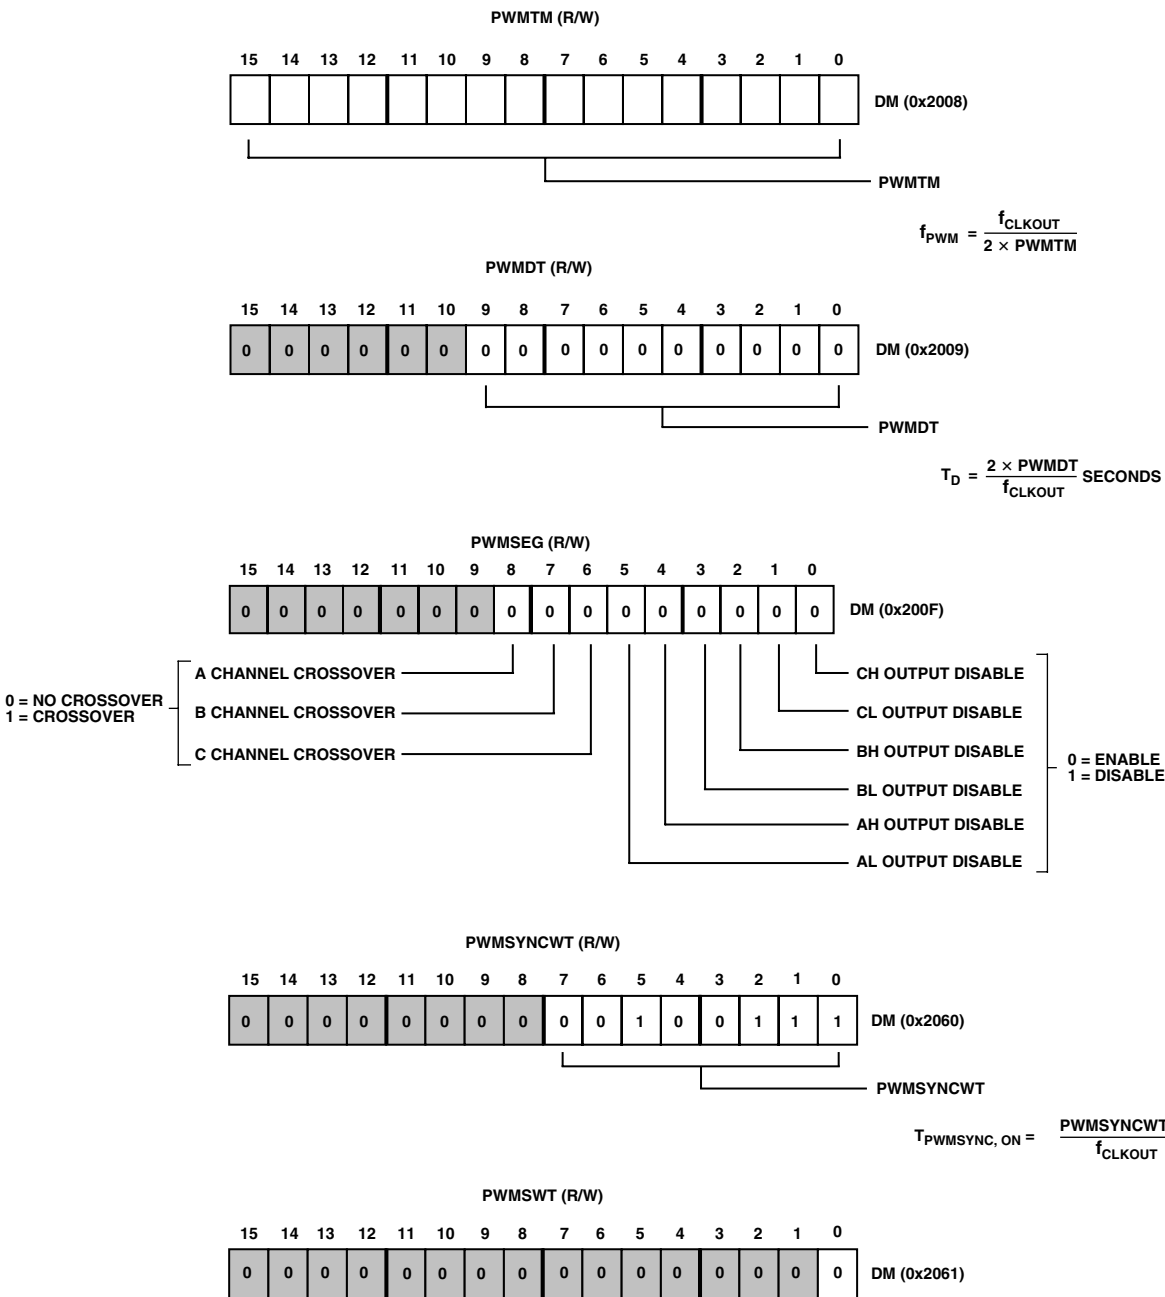 PWMTM (R/W)
15 14 13 12 11 10 9 8 7 6 5 4 3 2 1 0
DM (0x2008)
PWMTM
f_PWM = f_CLKOUT / 2 × PWMTM
PWMDT (R/W)
15 14 13 12 11 10 9 8 7 6 5 4 3 2 1 0
0 0 0 0 0 0 0 0 0 0 0 0 0 0 0 0 DM (0x2009)
PWMDT
T_D = 2 × PWMDT / f_CLKOUT SECONDS
PWMSEG (R/W)
15 14 13 12 11 10 9 8 7 6 5 4 3 2 1 0
0 0 0 0 0 0 0 0 0 0 0 0 0 0 0 0 DM (0x200F)
0 = NO CROSSOVER
1 = CROSSOVER
A CHANNEL CROSSOVER
B CHANNEL CROSSOVER
C CHANNEL CROSSOVER
CH OUTPUT DISABLE
CL OUTPUT DISABLE
BH OUTPUT DISABLE
BL OUTPUT DISABLE
AH OUTPUT DISABLE
AL OUTPUT DISABLE
0 = ENABLE
1 = DISABLE
PWMSYNCWT (R/W)
15 14 13 12 11 10 9 8 7 6 5 4 3 2 1 0
0 0 0 0 0 0 0 0 0 0 1 0 0 1 1 1 DM (0x2060)
PWMSYNCWT
T_PWMSYNC, ON = PWMSYNCWT / f_CLKOUT
PWMSWT (R/W)
15 14 13 12 11 10 9 8 7 6 5 4 3 2 1 0
0 0 0 0 0 0 0 0 0 0 0 0 0 0 0 0 DM (0x2061)